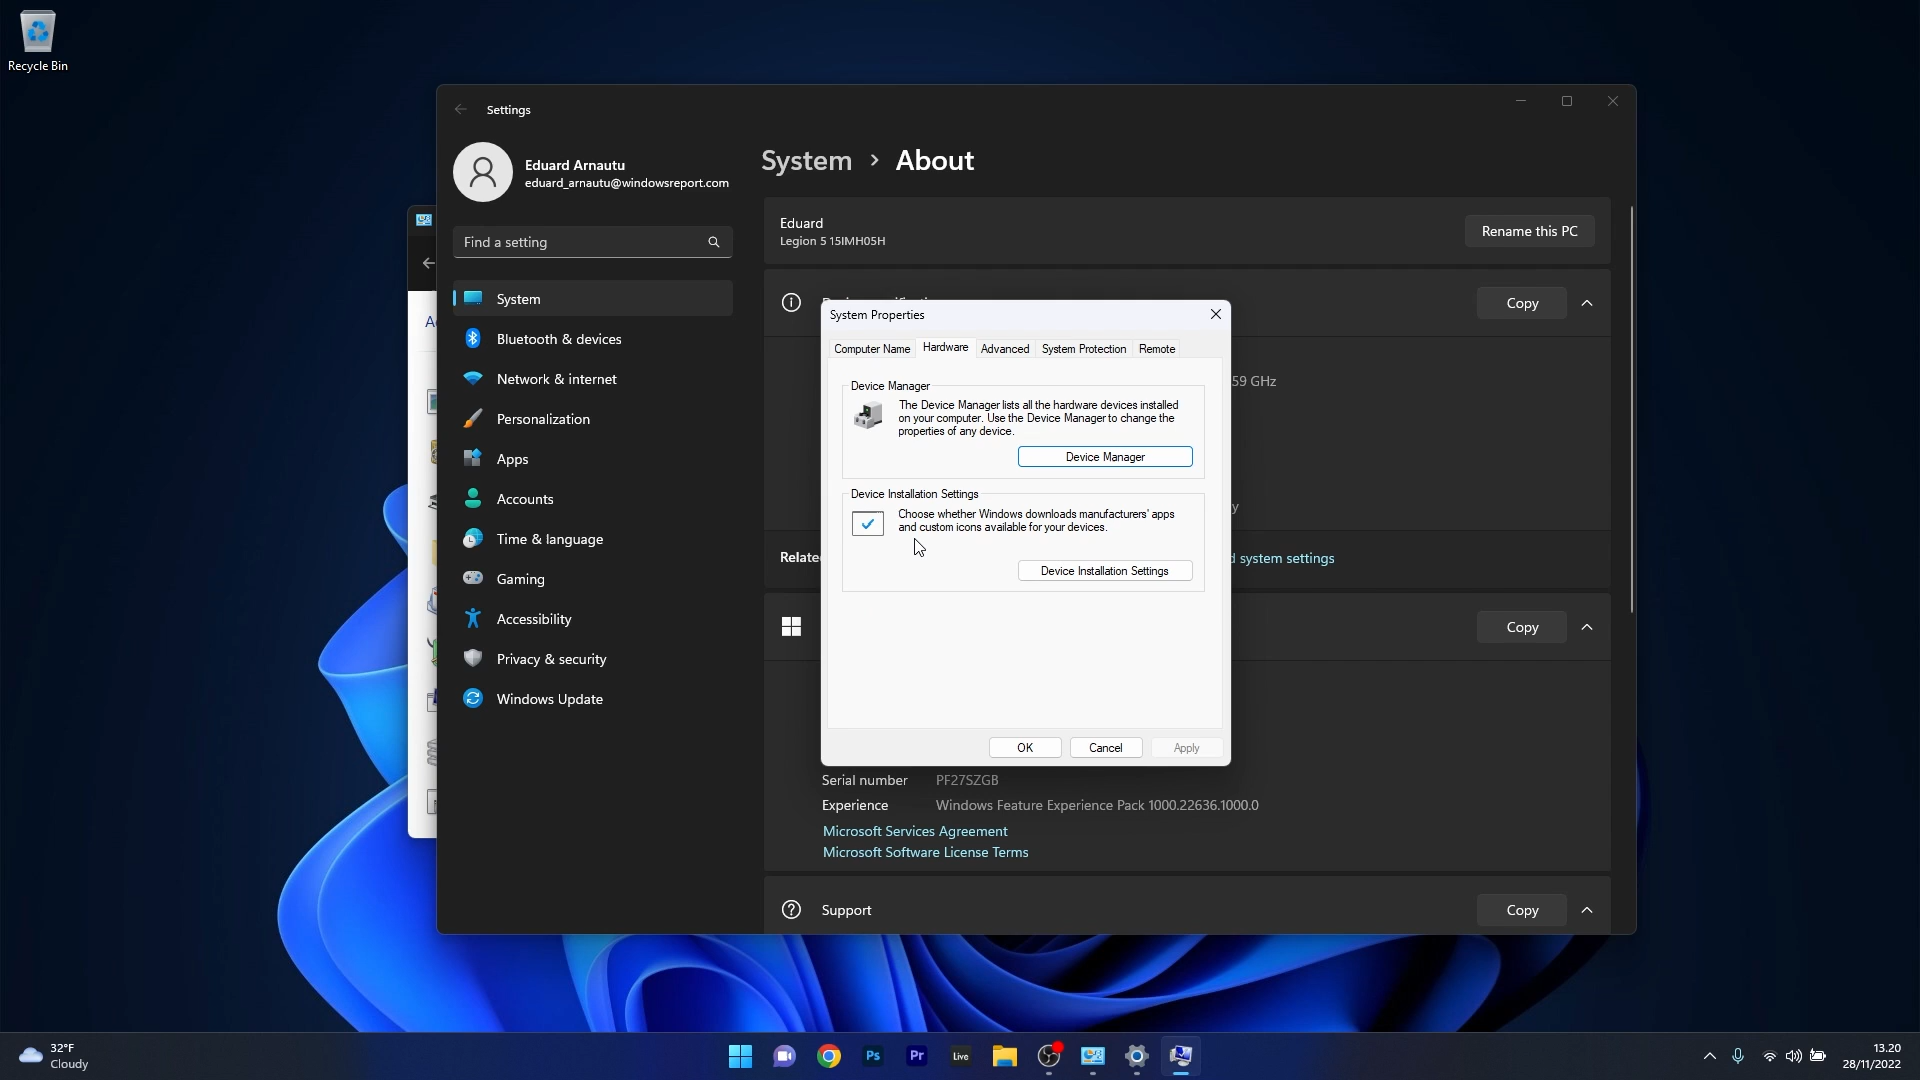 Recycle Bin
Settings
Eduard Arnautu
eduard_arnautu@windowsreport.com
Find a setting
System
Bluetooth & devices
Network & internet
Personalization
Apps
Accounts
Time & language
Gaming
Accessibility
Privacy & security
Windows Update
System > About
Eduard
Legion 5 15IMH05H
Rename this PC
Copy
59 GHz
d system settings
Copy
System Properties
Computer Name
Hardware
Advanced
System Protection
Remote
Device Manager
The Device Manager lists all the hardware devices installed
on your computer. Use the Device Manager to change the
properties of any device.
Device Manager
Device Installation Settings
Choose whether Windows downloads manufacturers' apps
and custom icons available for your devices.
Device Installation Settings
OK
Cancel
Apply
Serial number PF27SZGB
Experience Windows Feature Experience Pack 1000.22636.1000.0
Microsoft Services Agreement
Microsoft Software License Terms
Support
Copy
32°F
Cloudy
Ps
Pr
Live
13.20
28/11/2022